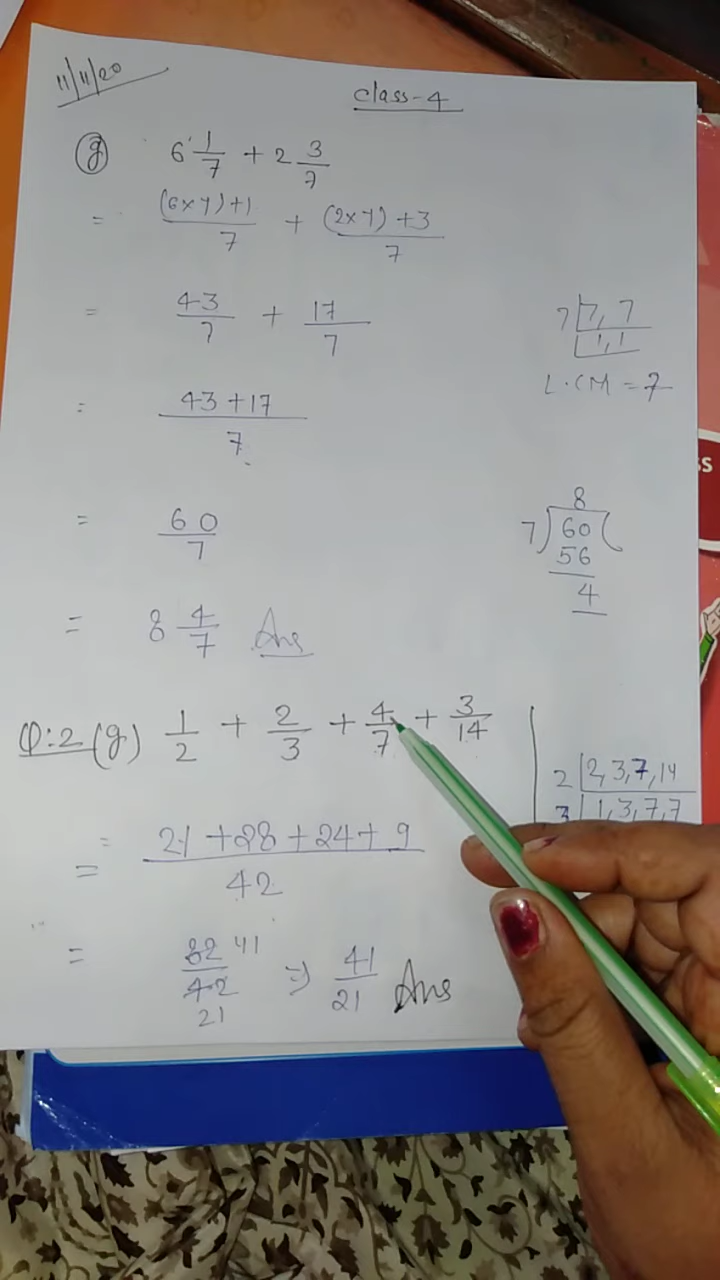 11/11/20
class-4
(g) 6 1/7 + 2 3/7
= (6×7)+1/7 + (2×7)+3/7
= 43/7 + 17/7
7 | 7, 7
1, 1
L.CM = 7
= 43+17/7
= 60/7
8
7) 60 (
56
4
= 8 4/7 Ans
Q:2 (g) 1/2 + 2/3 + 4/7 + 3/14
2 | 2, 3, 7, 14
3 | 1, 3, 7, 7
= 21 +28 + 24 + 9/42
= 82/42 41/21 => 41/21 Ans